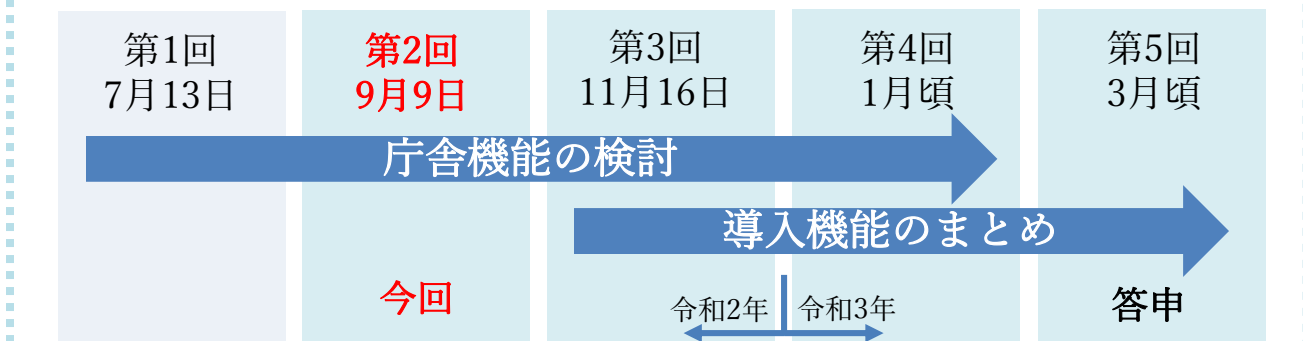 第1回
7月13日
第2回
9月9日
第3回
11月16日
第4回
1月頃
第5回
3月頃
庁舎機能の検討
導入機能のまとめ
今回
令和2年
令和3年
答申